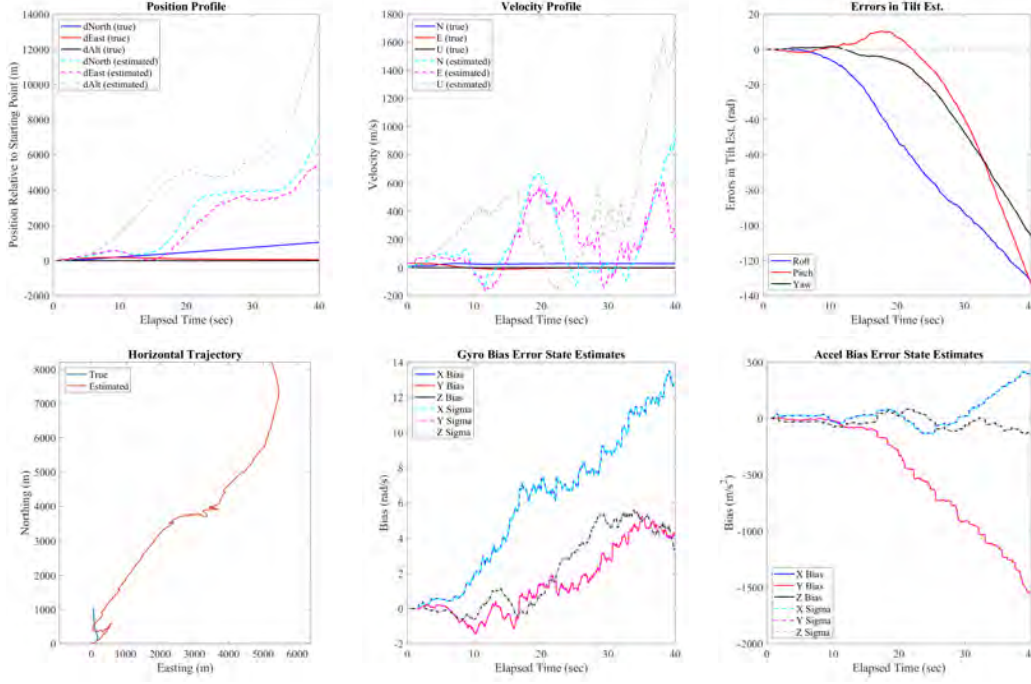 Position Profile
Position Relative to Starting Point (m)
14000
12000
10000
8000
6000
4000
2000
0
-2000
dNorth (true)
dEast (true)
dAlt (true)
dNorth (estimated)
dEast (estimated)
dAlt (estimated)
0 10 20 30 40
Elapsed Time (sec)
Velocity Profile
Velocity (m/s)
1800
1600
1400
1200
1000
800
600
400
200
0
-200
N (true)
E (true)
U (true)
N (estimated)
E (estimated)
U (estimated)
0 10 20 30 40
Elapsed Time (sec)
Errors in Tilt Est.
Errors in Tilt Est. (rad)
20
0
-20
-40
-60
-80
-100
-120
-140
Roll
Pitch
Yaw
0 10 20 30 40
Elapsed Time (sec)
Horizontal Trajectory
Northing (m)
8000
7000
6000
5000
4000
3000
2000
1000
0
True
Estimated
0 1000 2000 3000 4000 5000 6000
Easting (m)
Gyro Bias Error State Estimates
Bias (rad/s)
14
12
10
8
6
4
2
0
-2
X Bias
Y Bias
Z Bias
X Sigma
Y Sigma
Z Sigma
0 10 20 30 40
Elapsed Time (sec)
Accel Bias Error State Estimates
Bias (m/s²)
500
0
-500
-1000
-1500
-2000
X Bias
Y Bias
Z Bias
X Sigma
Y Sigma
Z Sigma
0 10 20 30 40
Elapsed Time (sec)